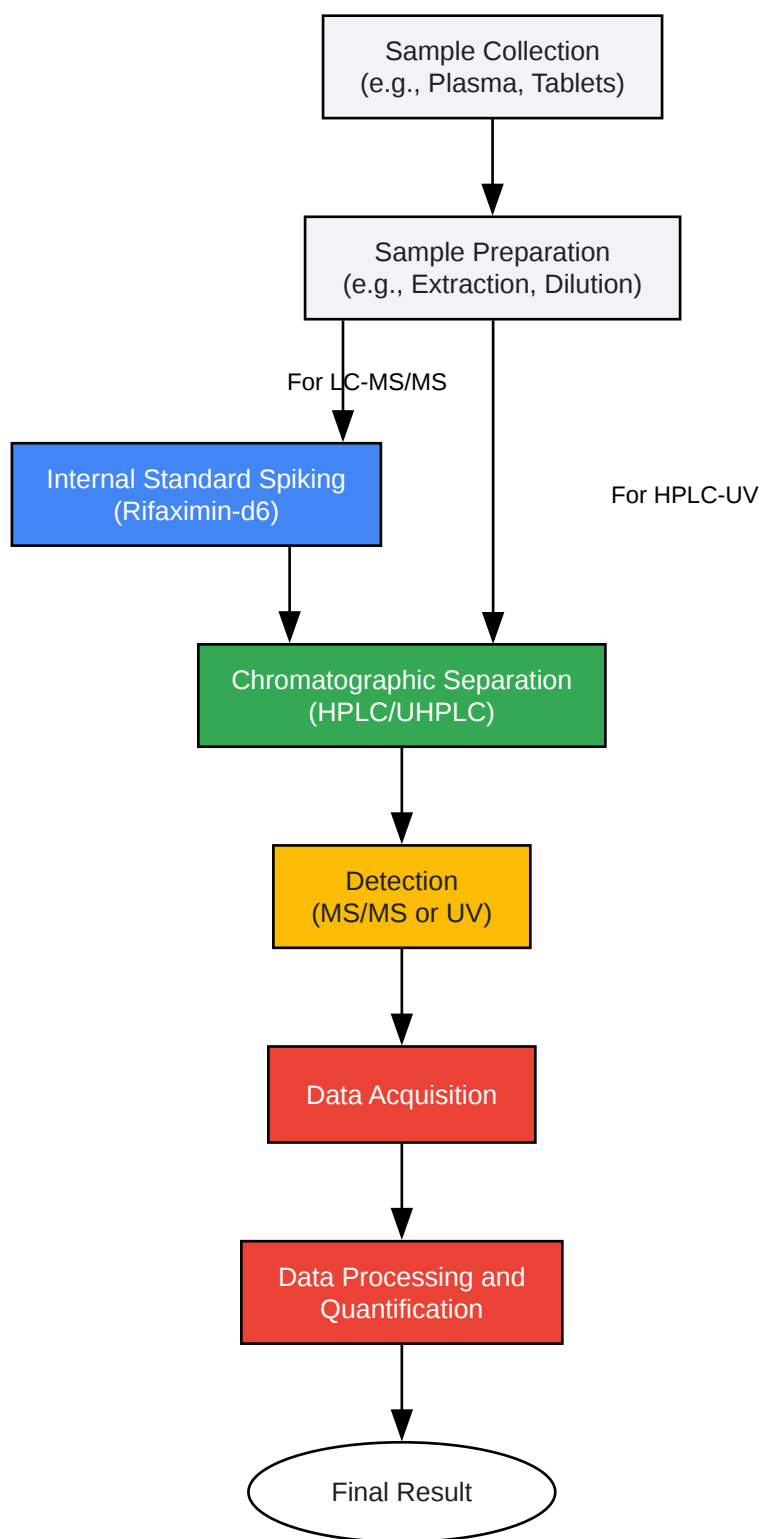 Sample Collection
(e.g., Plasma, Tablets)
Sample Preparation
(e.g., Extraction, Dilution)
For LC-MS/MS
Internal Standard Spiking
(Rifaximin-d6)
For HPLC-UV
Chromatographic Separation
(HPLC/UHPLC)
Detection
(MS/MS or UV)
Data Acquisition
Data Processing and
Quantification
Final Result